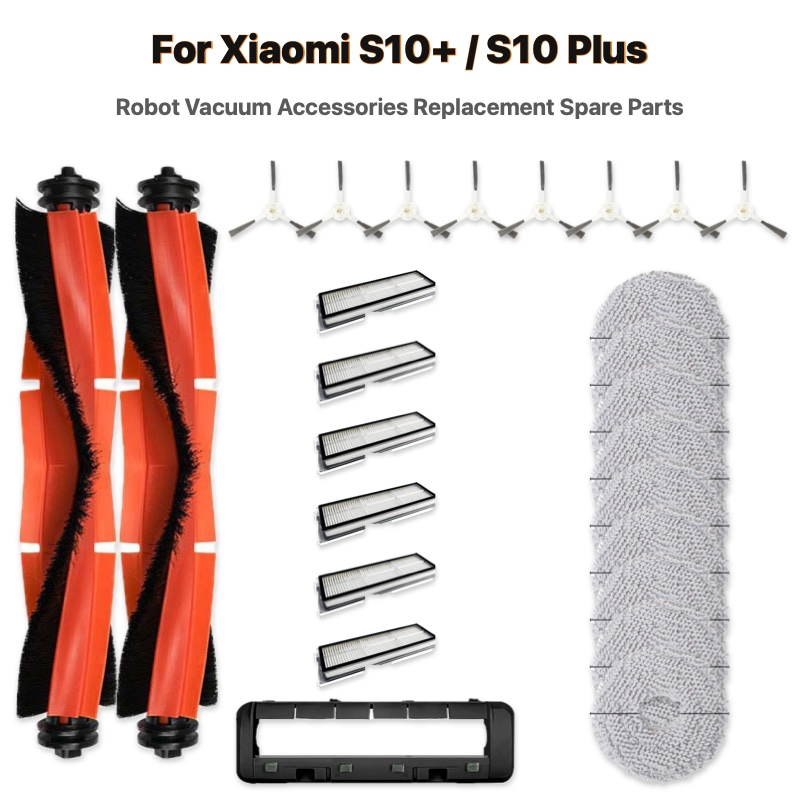 For Xiaomi S10+ / S10 Plus
Robot Vacuum Accessories Replacement Spare Parts